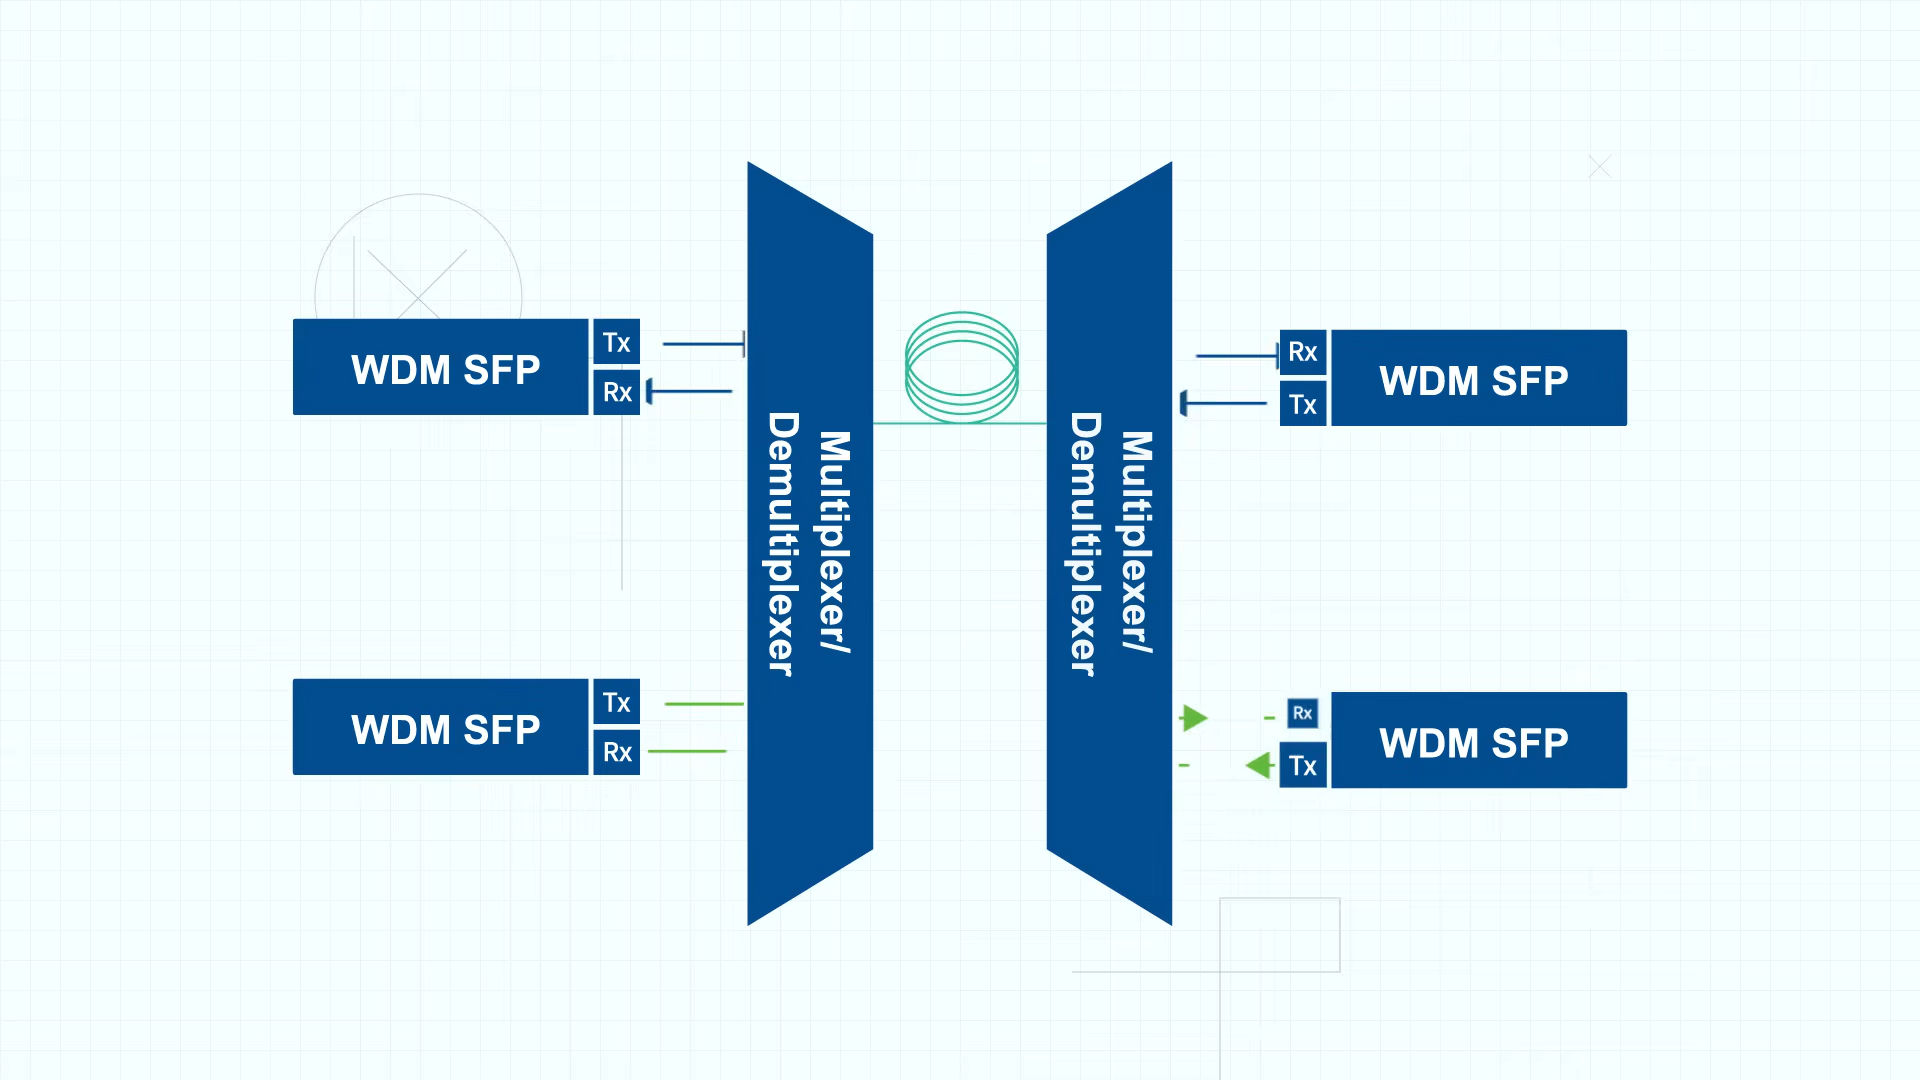 WDM SFP
Tx
Rx
Multiplexer/
Demultiplexer
Multiplexer/
Demultiplexer
Rx
Tx
WDM SFP
WDM SFP
Tx
Rx
Rx
Tx
WDM SFP